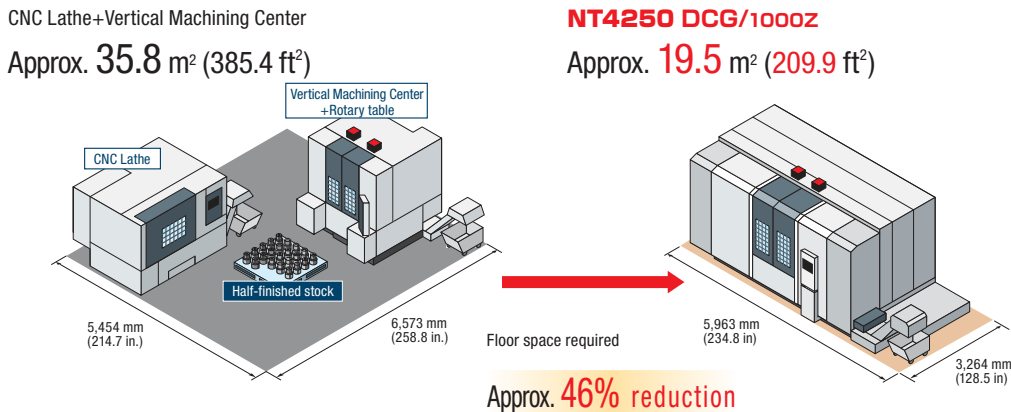 CNC Lathe+Vertical Machining Center
Approx. 35.8 m² (385.4 ft²)
Vertical Machining Center
+Rotary table
CNC Lathe
Half-finished stock
5,454 mm
(214.7 in.)
6,573 mm
(258.8 in.)
NT4250 DCG/1000Z
Approx. 19.5 m² (209.9 ft²)
5,963 mm
(234.8 in)
3,264 mm
(128.5 in)
Floor space required
Approx. 46% reduction